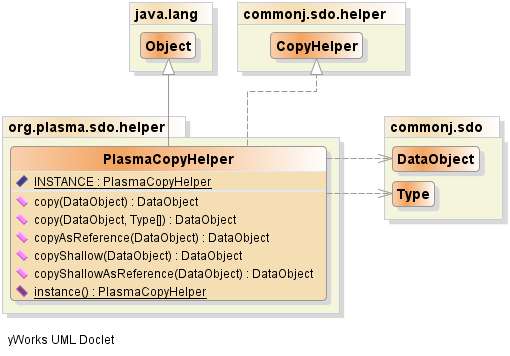 java.lang
Object
commonj.sdo.helper
CopyHelper
org.plasma.sdo.helper
PlasmaCopyHelper
INSTANCE : PlasmaCopyHelper
copy(DataObject) : DataObject
copy(DataObject, Type[]) : DataObject
copyAsReference(DataObject) : DataObject
copyShallow(DataObject) : DataObject
copyShallowAsReference(DataObject) : DataObject
instance() : PlasmaCopyHelper
commonj.sdo
DataObject
Type
yWorks UML Doclet